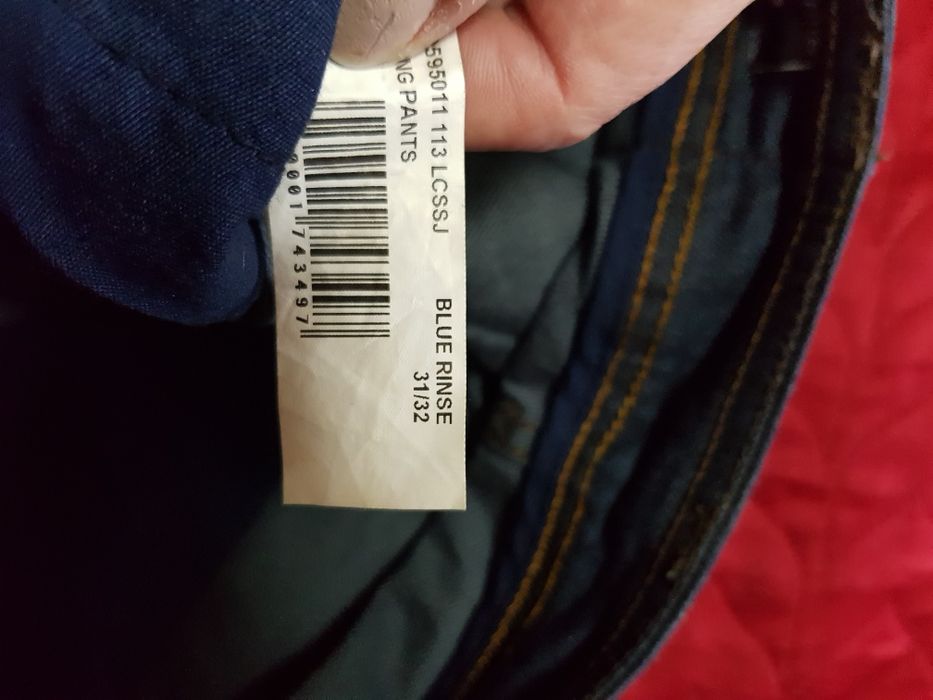 595011 113 LCSSJ
NG PANTS
BLUE RINSE
31/32
0001743497